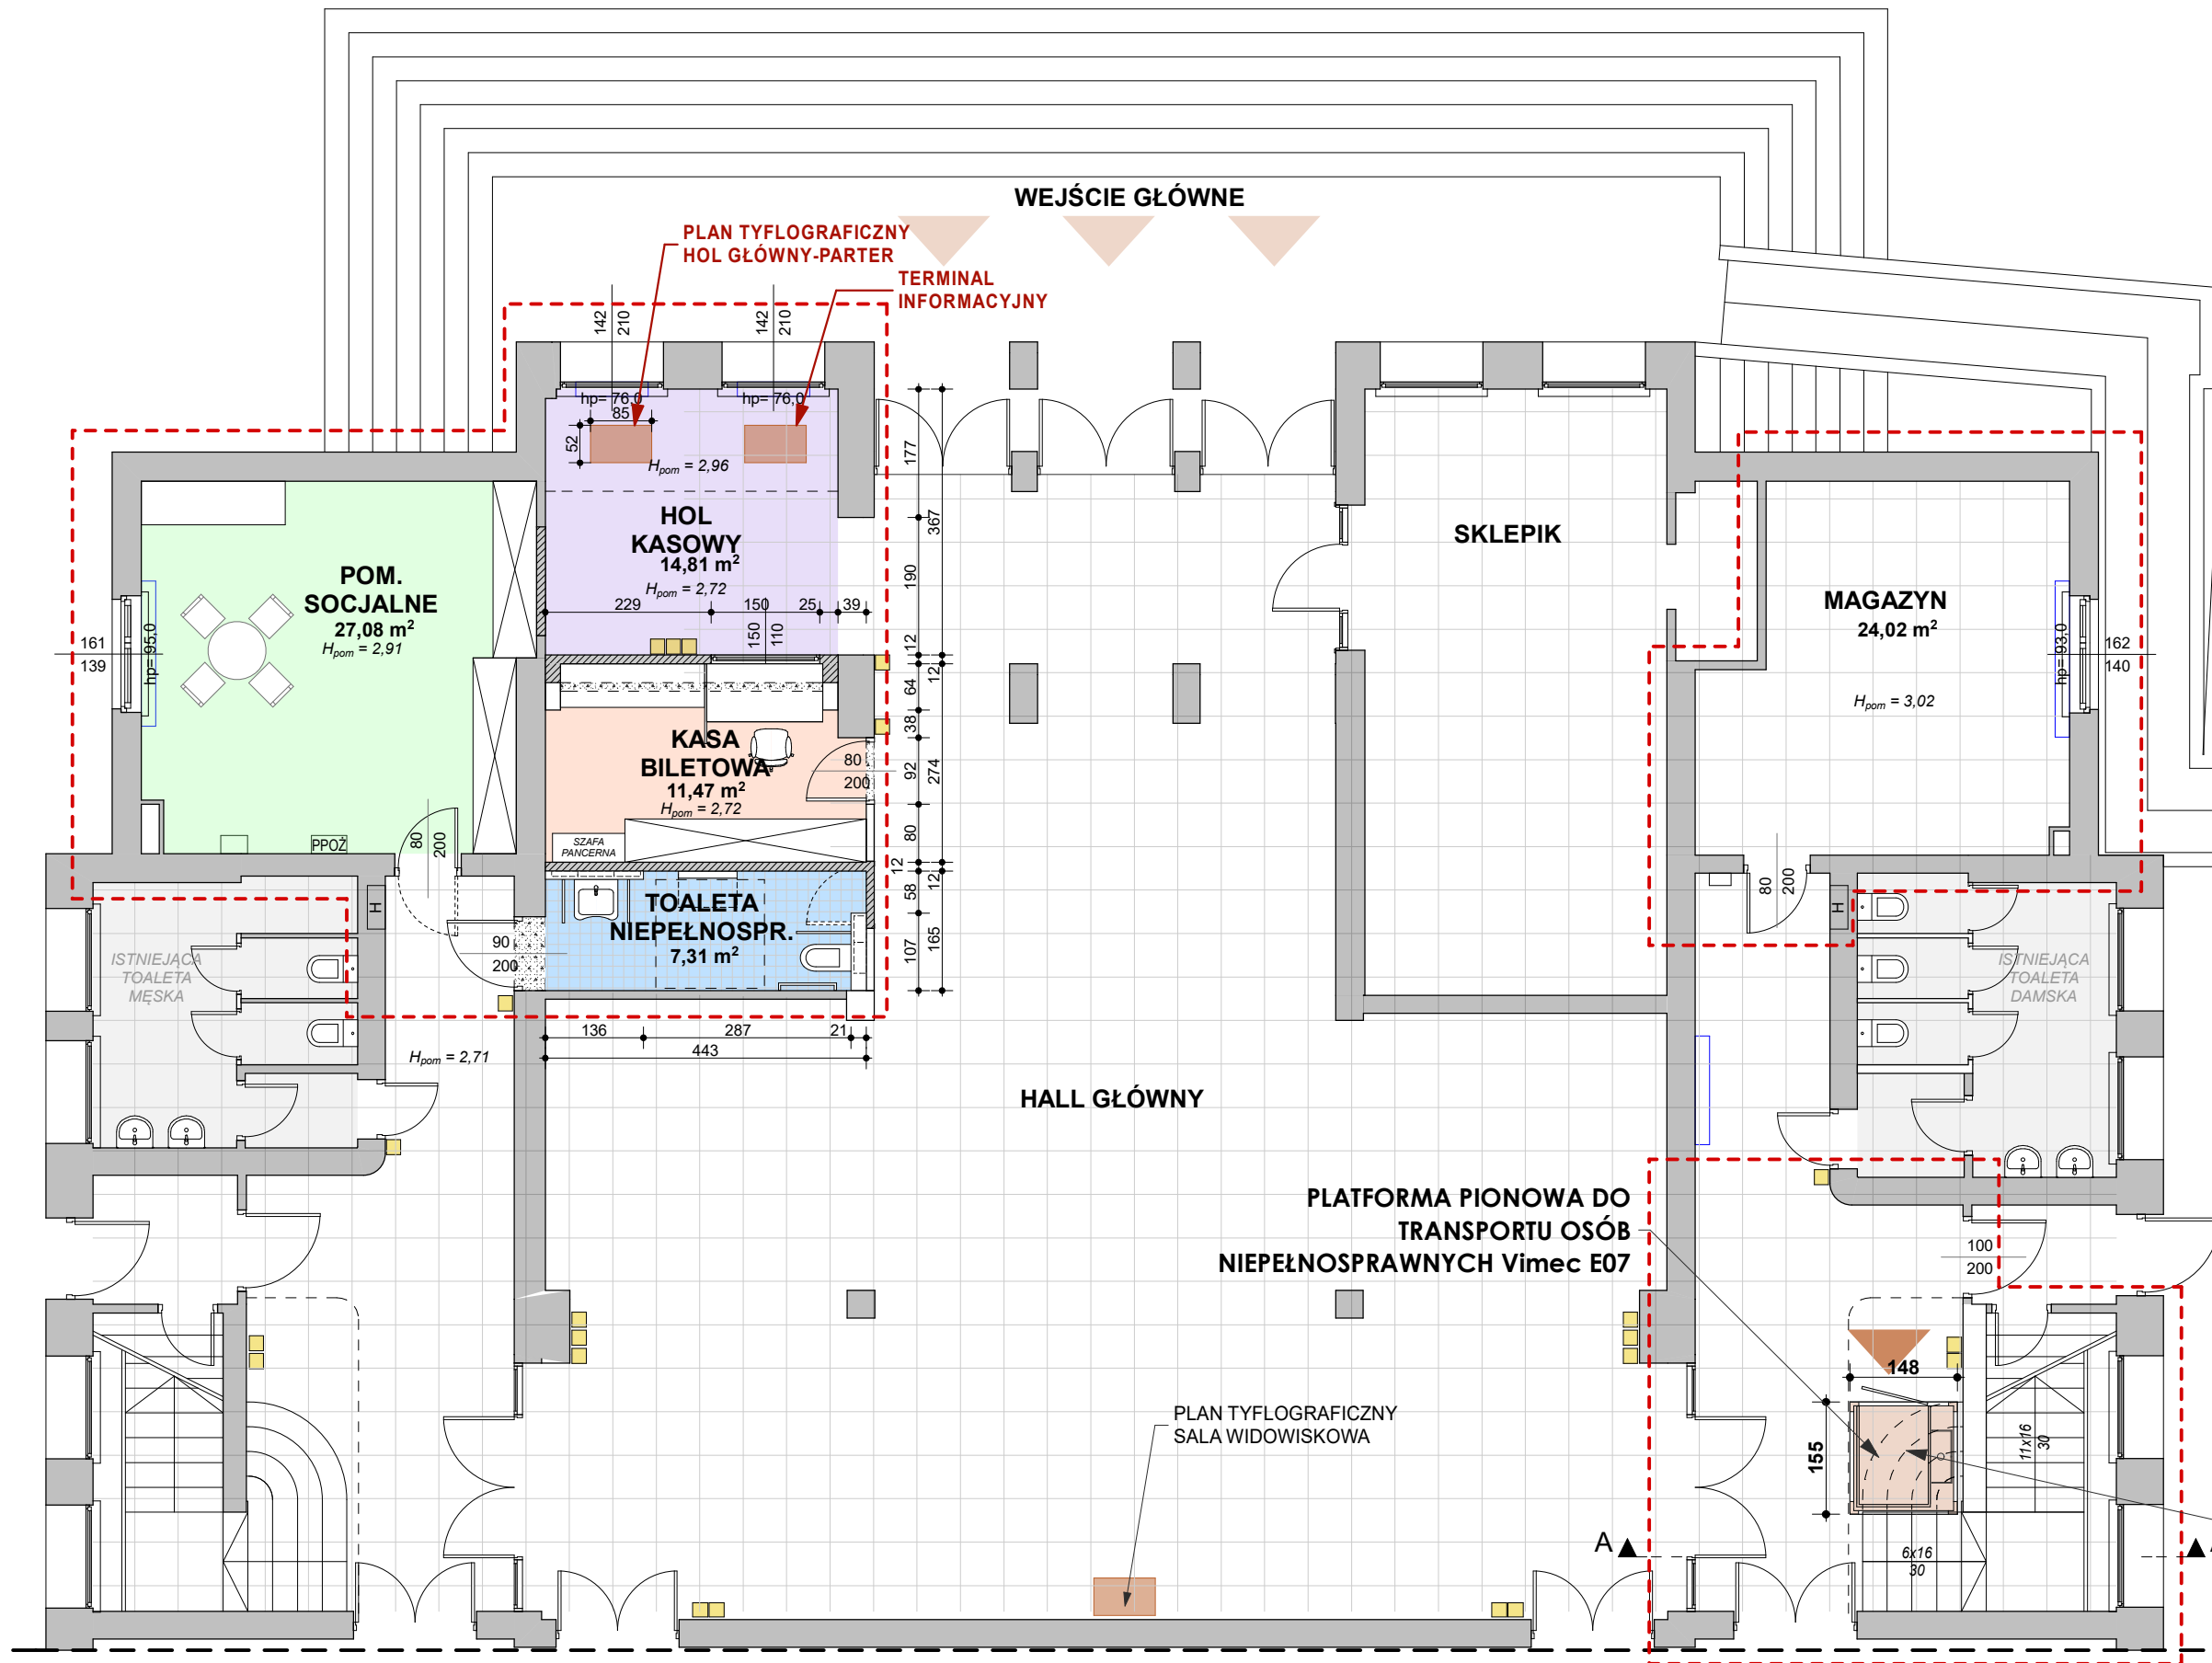 WEJŚCIE GŁÓWNE
PLAN TYFLOGRAFICZNY
HOL GŁÓWNY-PARTER
TERMINAL
INFORMACYJNY
142
210
142
210
hp= 76,0
hp= 76,0
85
52
Hpom = 2,96
HOL
KASOWY
14,81 m²
Hpom = 2,72
229
150
25
39
150
110
177
367
190
12
12
64
38
92
274
80
12
12
58
107
165
POM.
SOCJALNE
27,08 m²
Hpom = 2,91
161
139
hp= 95,0
PPOŻ
80
200
KASA
BILETOWA
11,47 m²
Hpom = 2,72
80
200
SZAFA
PANCERNA
TOALETA
NIEPEŁNOSPR.
7,31 m²
90
200
H
136
287
21
443
ISTNIEJĄCA
TOALETA
MĘSKA
Hpom = 2,71
SKLEPIK
MAGAZYN
24,02 m²
Hpom = 3,02
hp= 93,0
162
140
80
200
H
ISTNIEJĄCA
TOALETA
DAMSKA
HALL GŁÓWNY
PLATFORMA PIONOWA DO
TRANSPORTU OSÓB
NIEPEŁNOSPRAWNYCH Vimec E07
100
200
148
155
11x16
30
6x16
30
PLAN TYFLOGRAFICZNY
SALA WIDOWISKOWA
A